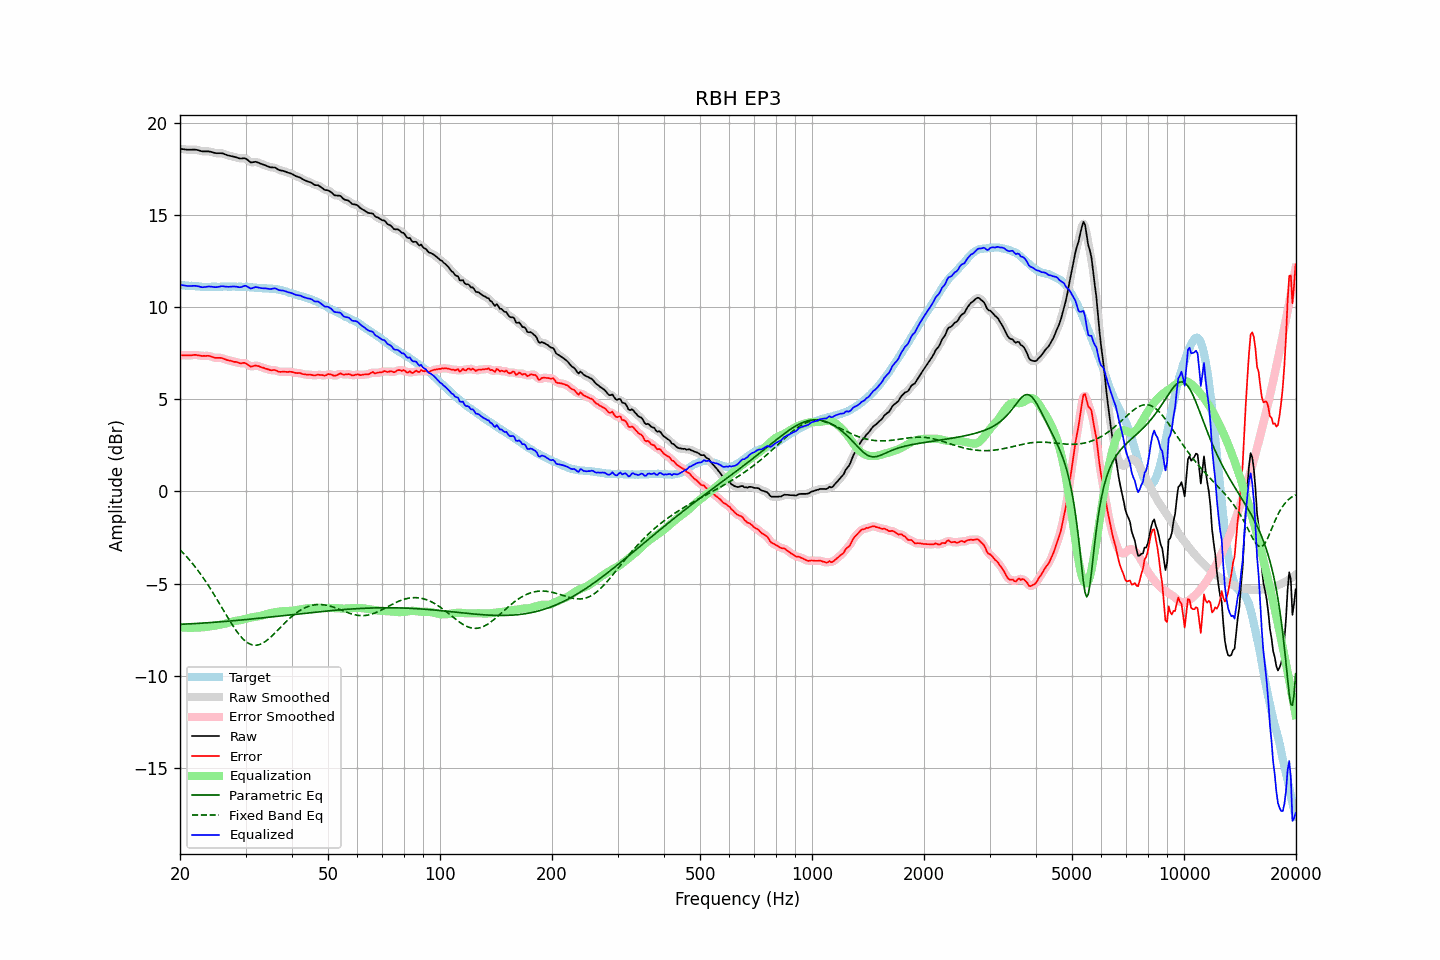 RBH EP3
Amplitude (dBr)
20
15
10
5
0
−5
−10
−15
Target
Raw Smoothed
Error Smoothed
Raw
Error
Equalization
Parametric Eq
Fixed Band Eq
Equalized
20 50 100 200 500 1000 2000 5000 10000 20000
Frequency (Hz)